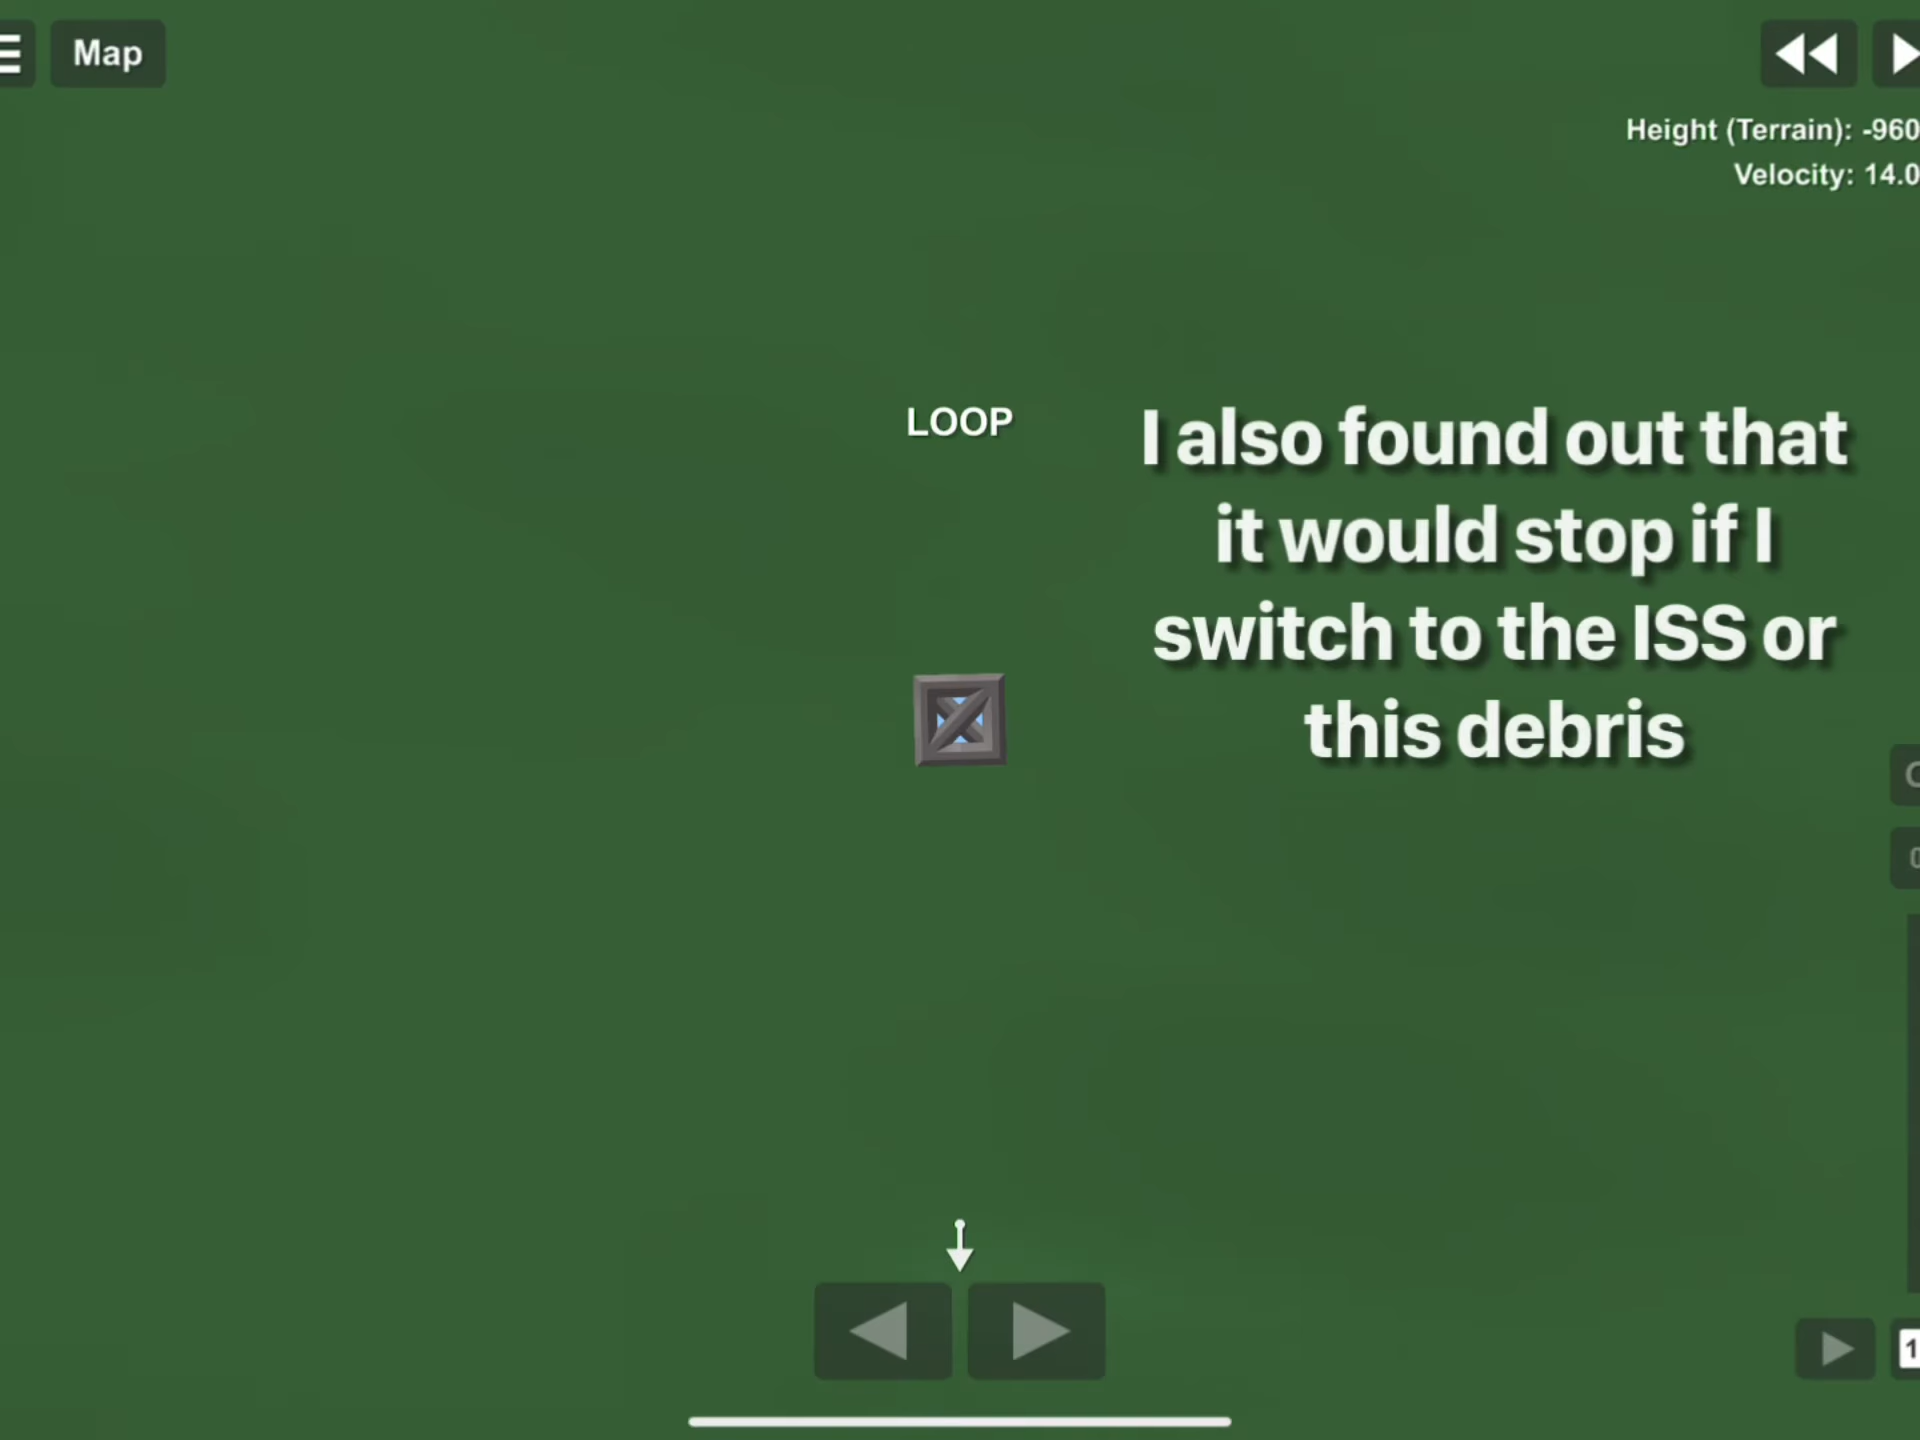 Map
Height (Terrain): -960
Velocity: 14.0
LOOP
I also found out that
it would stop if I
switch to the ISS or
this debris
1